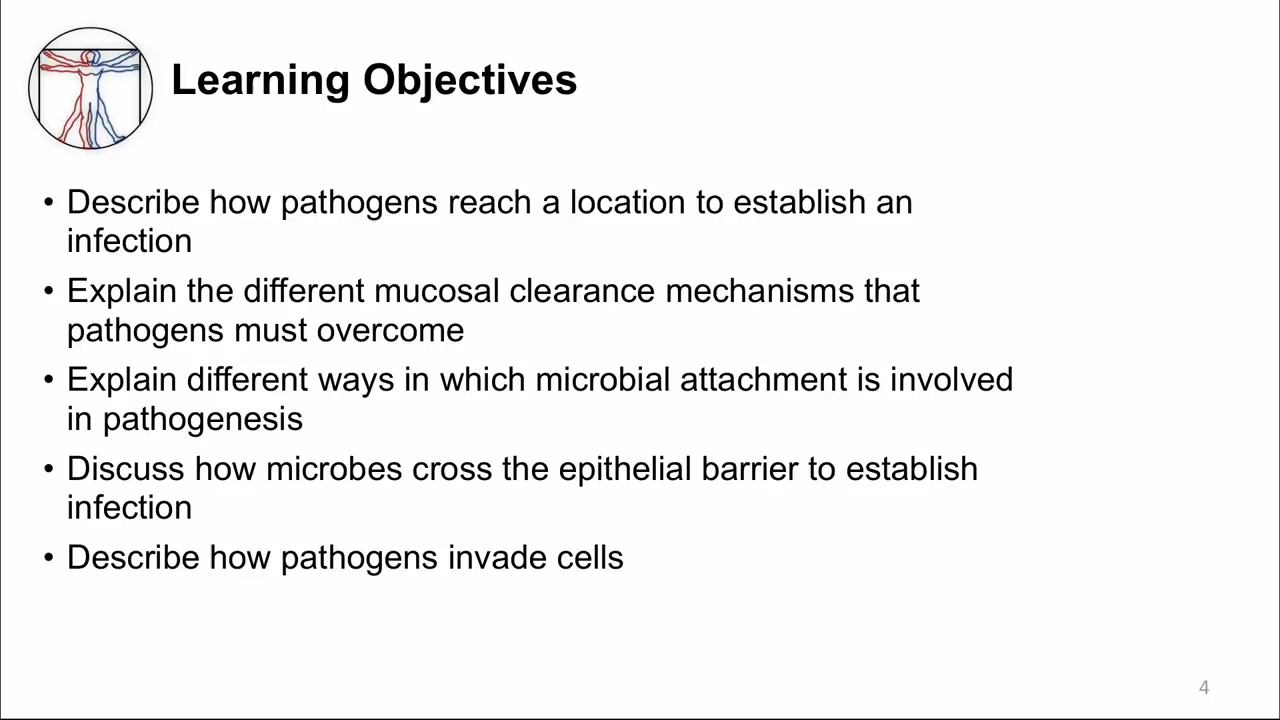 Learning Objectives
• Describe how pathogens reach a location to establish an
infection
• Explain the different mucosal clearance mechanisms that
pathogens must overcome
• Explain different ways in which microbial attachment is involved
in pathogenesis
• Discuss how microbes cross the epithelial barrier to establish
infection
• Describe how pathogens invade cells
4